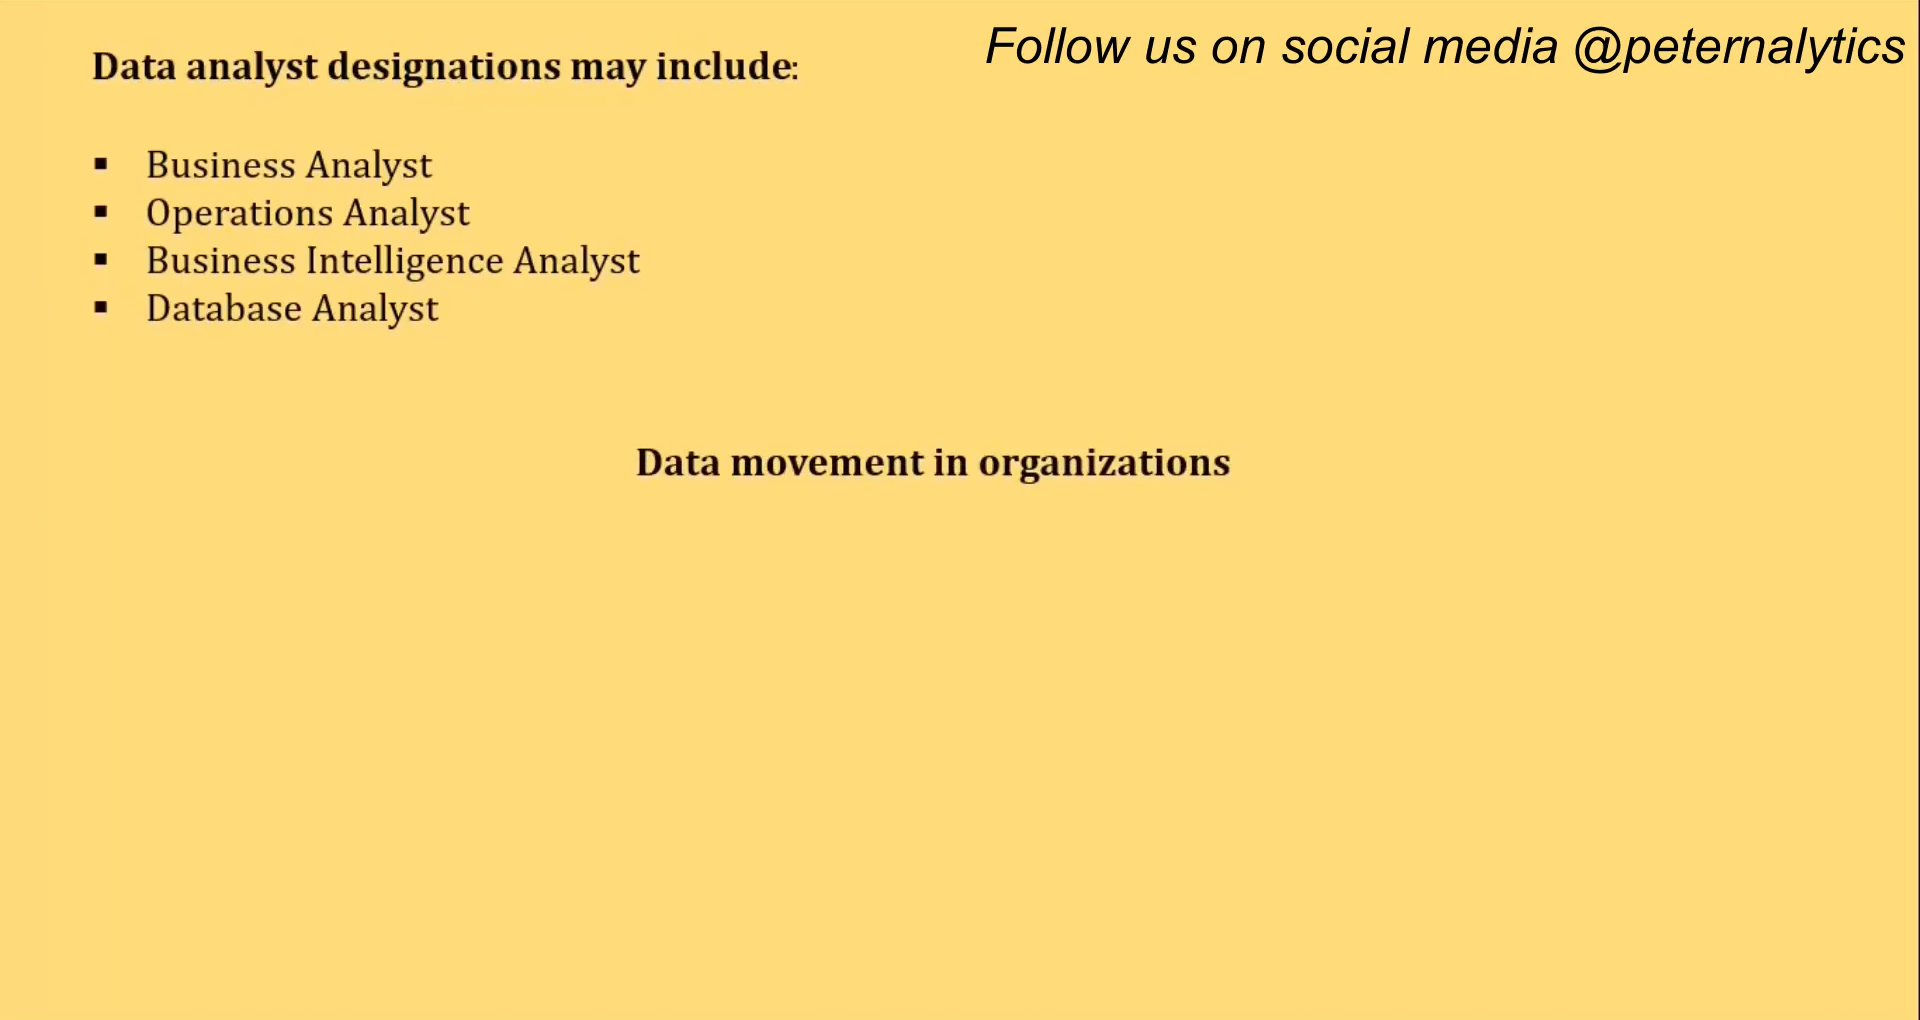 Follow us on social media @peternalytics
Data analyst designations may include:
▪ Business Analyst
▪ Operations Analyst
▪ Business Intelligence Analyst
▪ Database Analyst
Data movement in organizations